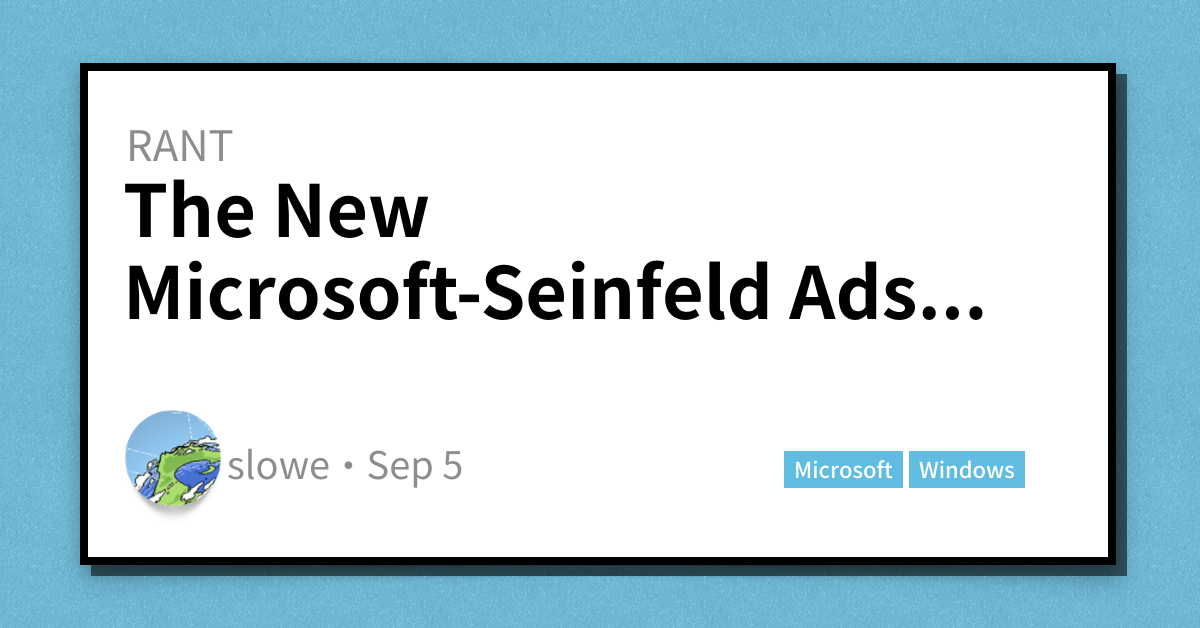 RANT
The New
Microsoft-Seinfeld Ads...
slowe • Sep 5
Microsoft Windows